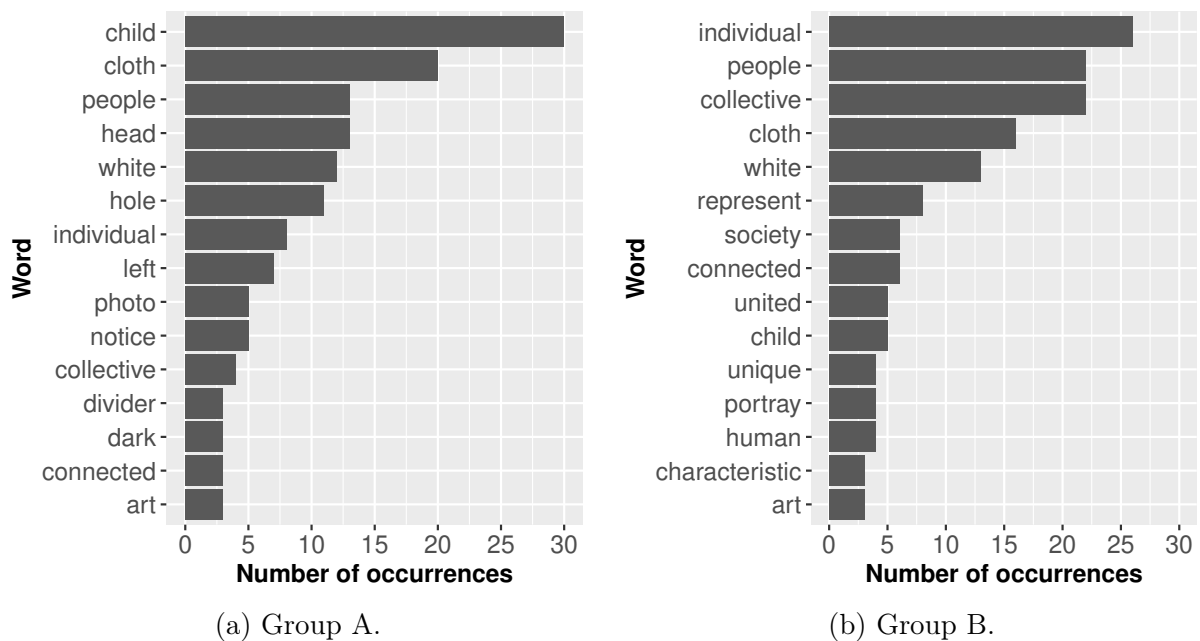 child
cloth
people
head
white
hole
individual
left
photo
notice
collective
divider
dark
connected
art
Word
0 5 10 15 20 25 30
Number of occurrences
(a) Group A.
individual
people
collective
cloth
white
represent
society
connected
united
child
unique
portray
human
characteristic
art
Word
0 5 10 15 20 25 30
Number of occurrences
(b) Group B.